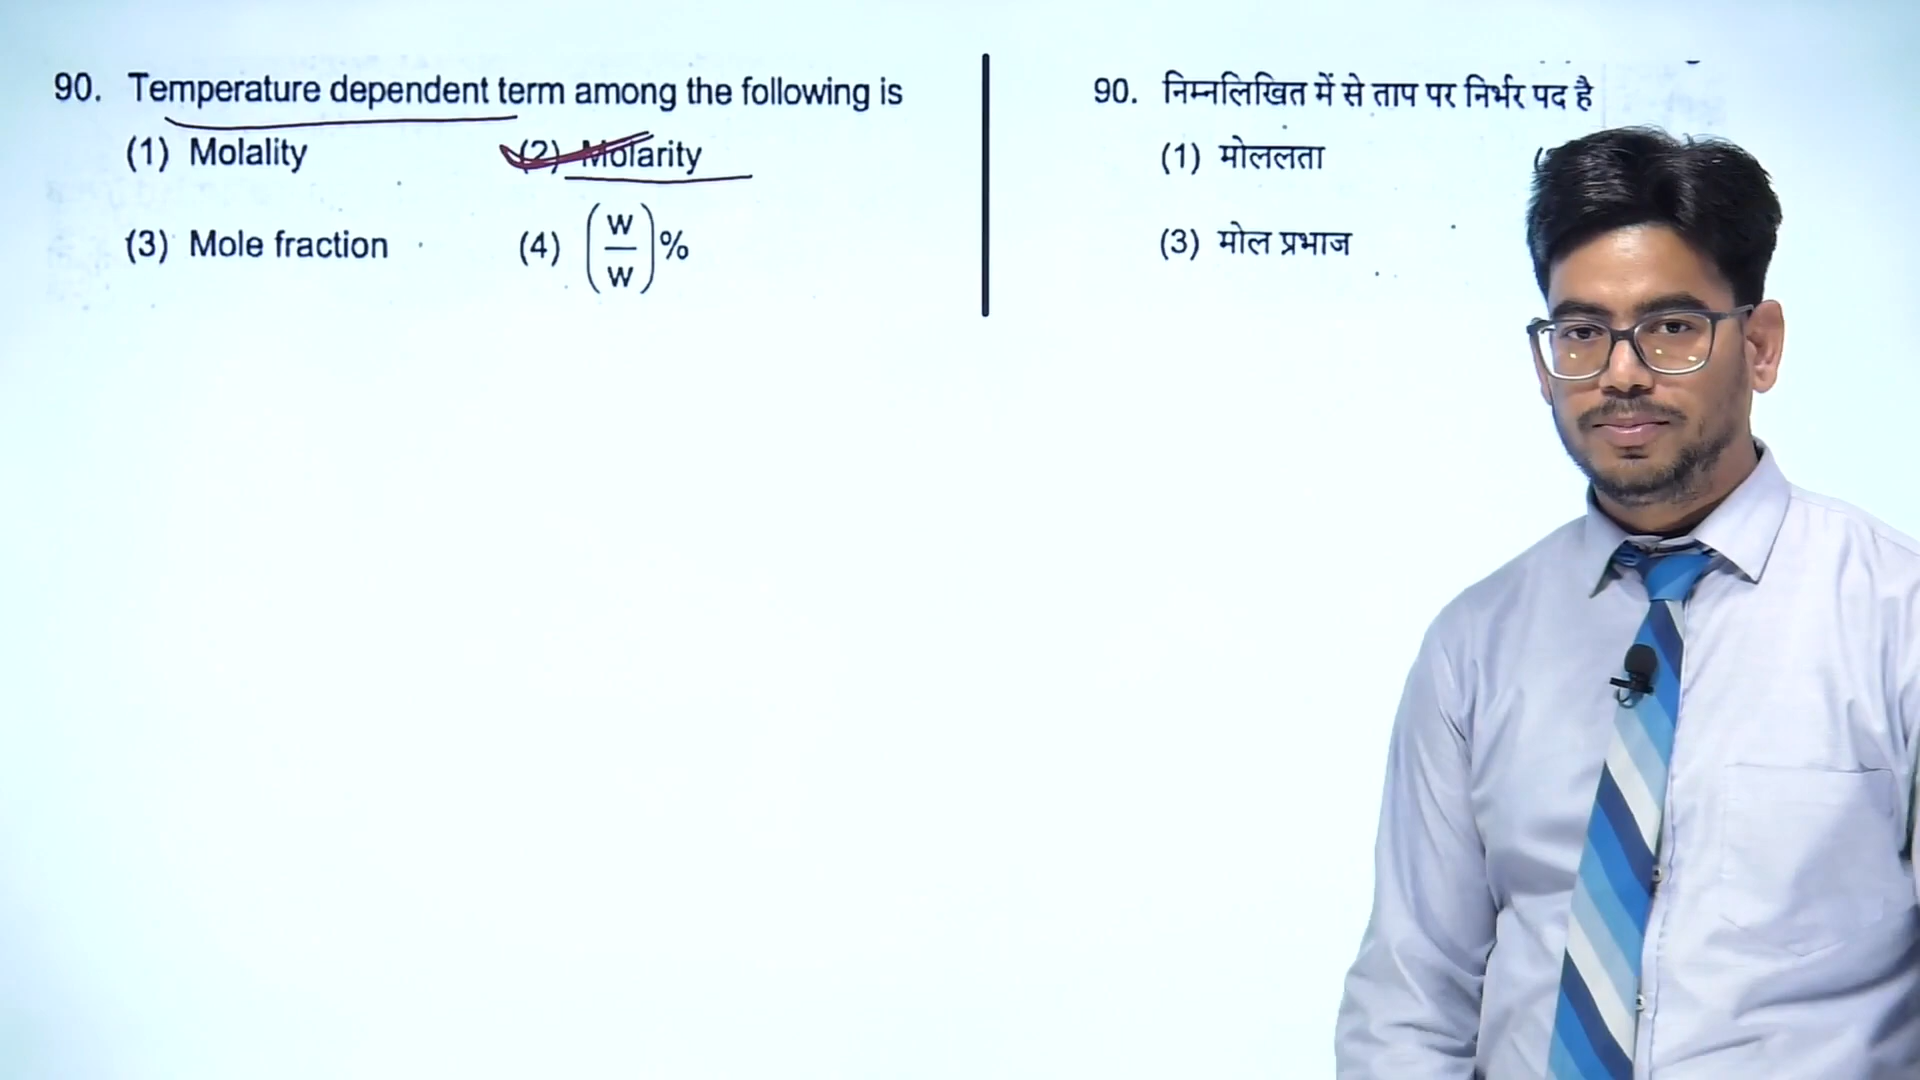 90. Temperature dependent term among the following is
(1) Molality (2) Molarity
(3) Mole fraction (4) (w/w)%
90. निम्नलिखित में से ताप पर निर्भर पद है
(1) मोललता
(3) मोल प्रभाज